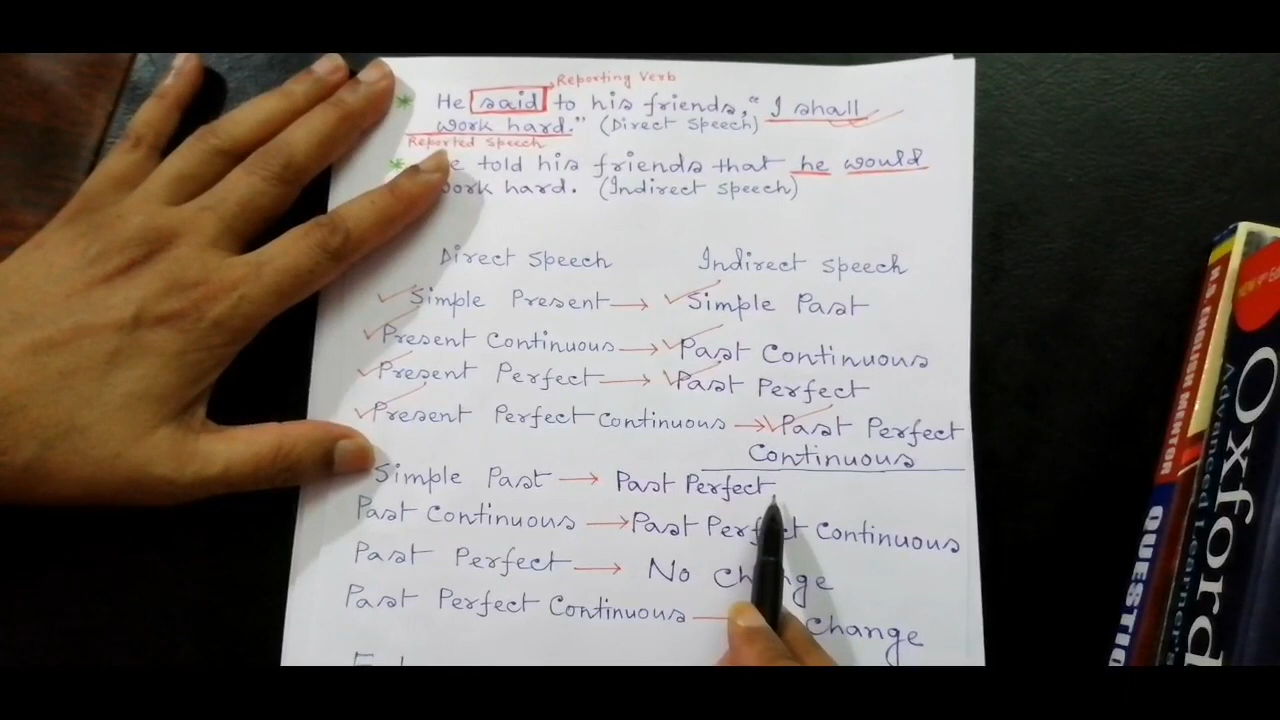 Reporting Verb
* He said to his friends, "I shall
work hard." (Direct Speech)
Reported Speech
* told his friends that he would
work hard. (Indirect Speech)
Direct Speech Indirect Speech
Simple Present → Simple Past
Present Continuous → Past Continuous
Present Perfect → Past Perfect
Present Perfect Continuous → Past Perfect
Continuous
Simple Past → Past Perfect
Past Continuous → Past Perfect Continuous
Past Perfect → No change
Past Perfect Continuous → change
ENGLISH MENTOR
QUESTIO
Oxford
Advanced Learner's